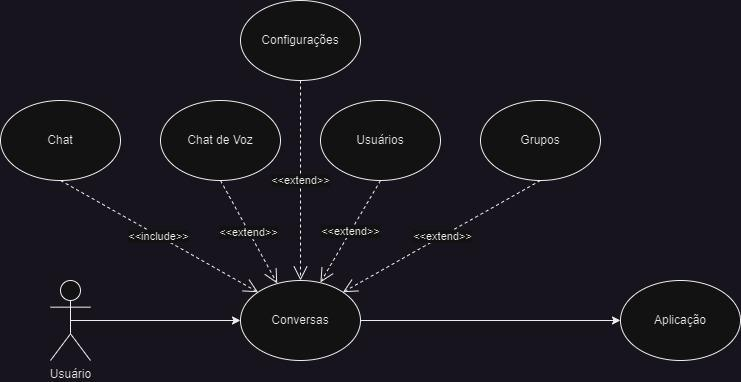 Configurações
Chat
Chat de Voz
Usuários
Grupos
<<extend>>
<<include>>
<<extend>>
<<extend>>
<<extend>>
Conversas
Aplicação
Usuário